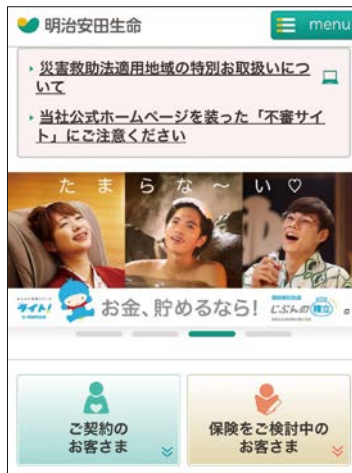 明治安田生命
menu
災害救助法適用地域の特別お取扱いにつ
いて
当社公式ホームページを装った「不審サイ
ト」にご注意ください
たまらな〜い♡
ライト!
お金、貯めるなら!
じぶんの積立
ご契約の
お客さま
保険をご検討中の
お客さま